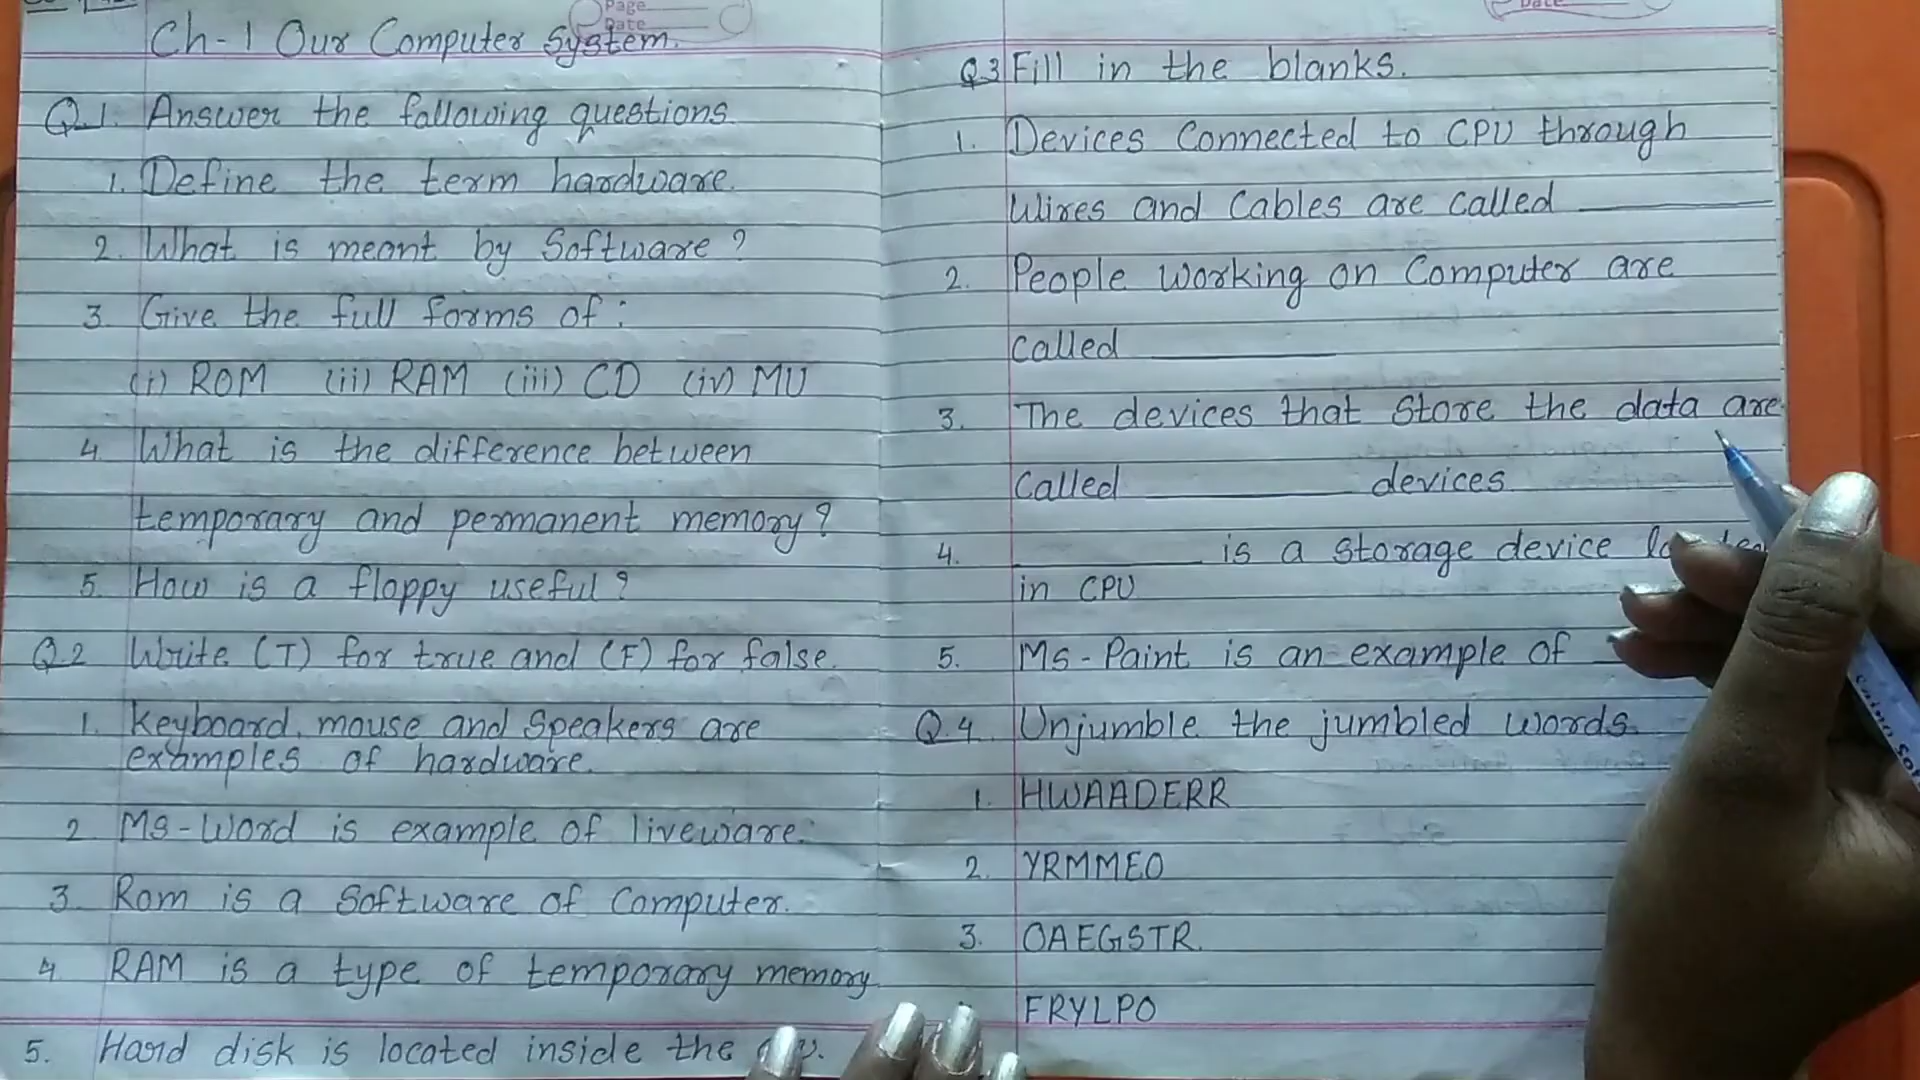 Page
Date
Ch-1 Our Computer System.
Q.1. Answer the following questions.
1. Define the term hardware.
2. What is meant by Software?
3. Give the full forms of:
(i) ROM (ii) RAM (iii) CD (iv) MU
4. What is the difference between
temporary and permanent memory?
5. How is a floppy useful?
Q.2 Write (T) for true and (F) for false.
1. Keyboard, mouse and speakers are
examples of hardware.
2. Ms-Word is example of liveware.
3. Rom is a software of Computer.
4. RAM is a type of temporary memory.
5. Hard disk is located inside the
Date
Q.3 Fill in the blanks.
1. Devices Connected to CPU through
Wires and Cables are called ______
2. People working on Computer are
called ______
3. The devices that store the data are
called ______ devices.
4. ______ is a storage device
in CPU
5. Ms-Paint is an example of
Q.4. Unjumble the jumbled words.
1. HWAADERR
2. YRMMEO
3. OAEGSTR.
FRYLPO